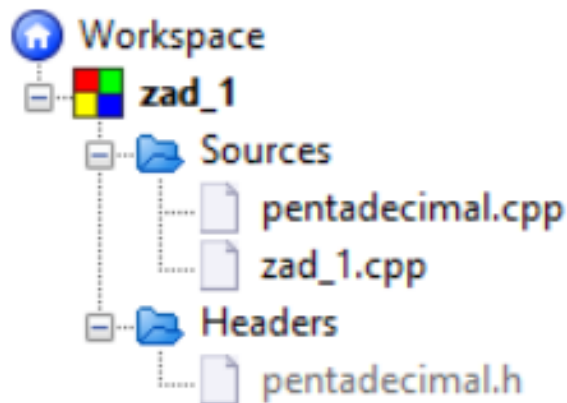 Workspace
zad_1
Sources
pentadecimal.cpp
zad_1.cpp
Headers
pentadecimal.h